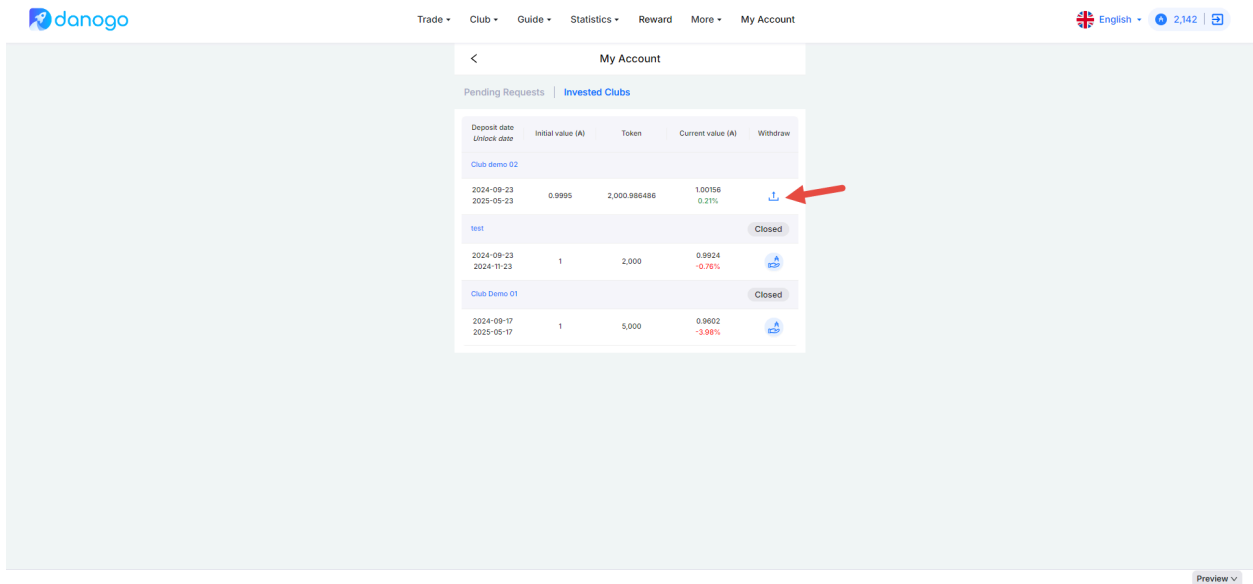 danogo
Trade Club Guide Statistics Reward More My Account
English 2,142
My Account
Pending Requests Invested Clubs
Deposit date
Unlock date
Initial value (₳) Token Current value (₳) Withdraw
Club demo 02
2024-09-23
2025-05-23
0.9995 2,000.986486
1.00156
0.21%
test Closed
2024-09-23
2024-11-23
1 2,000
0.9924
-0.76%
Club Demo 01 Closed
2024-09-17
2025-05-17
1 5,000
0.9602
-3.98%
Preview